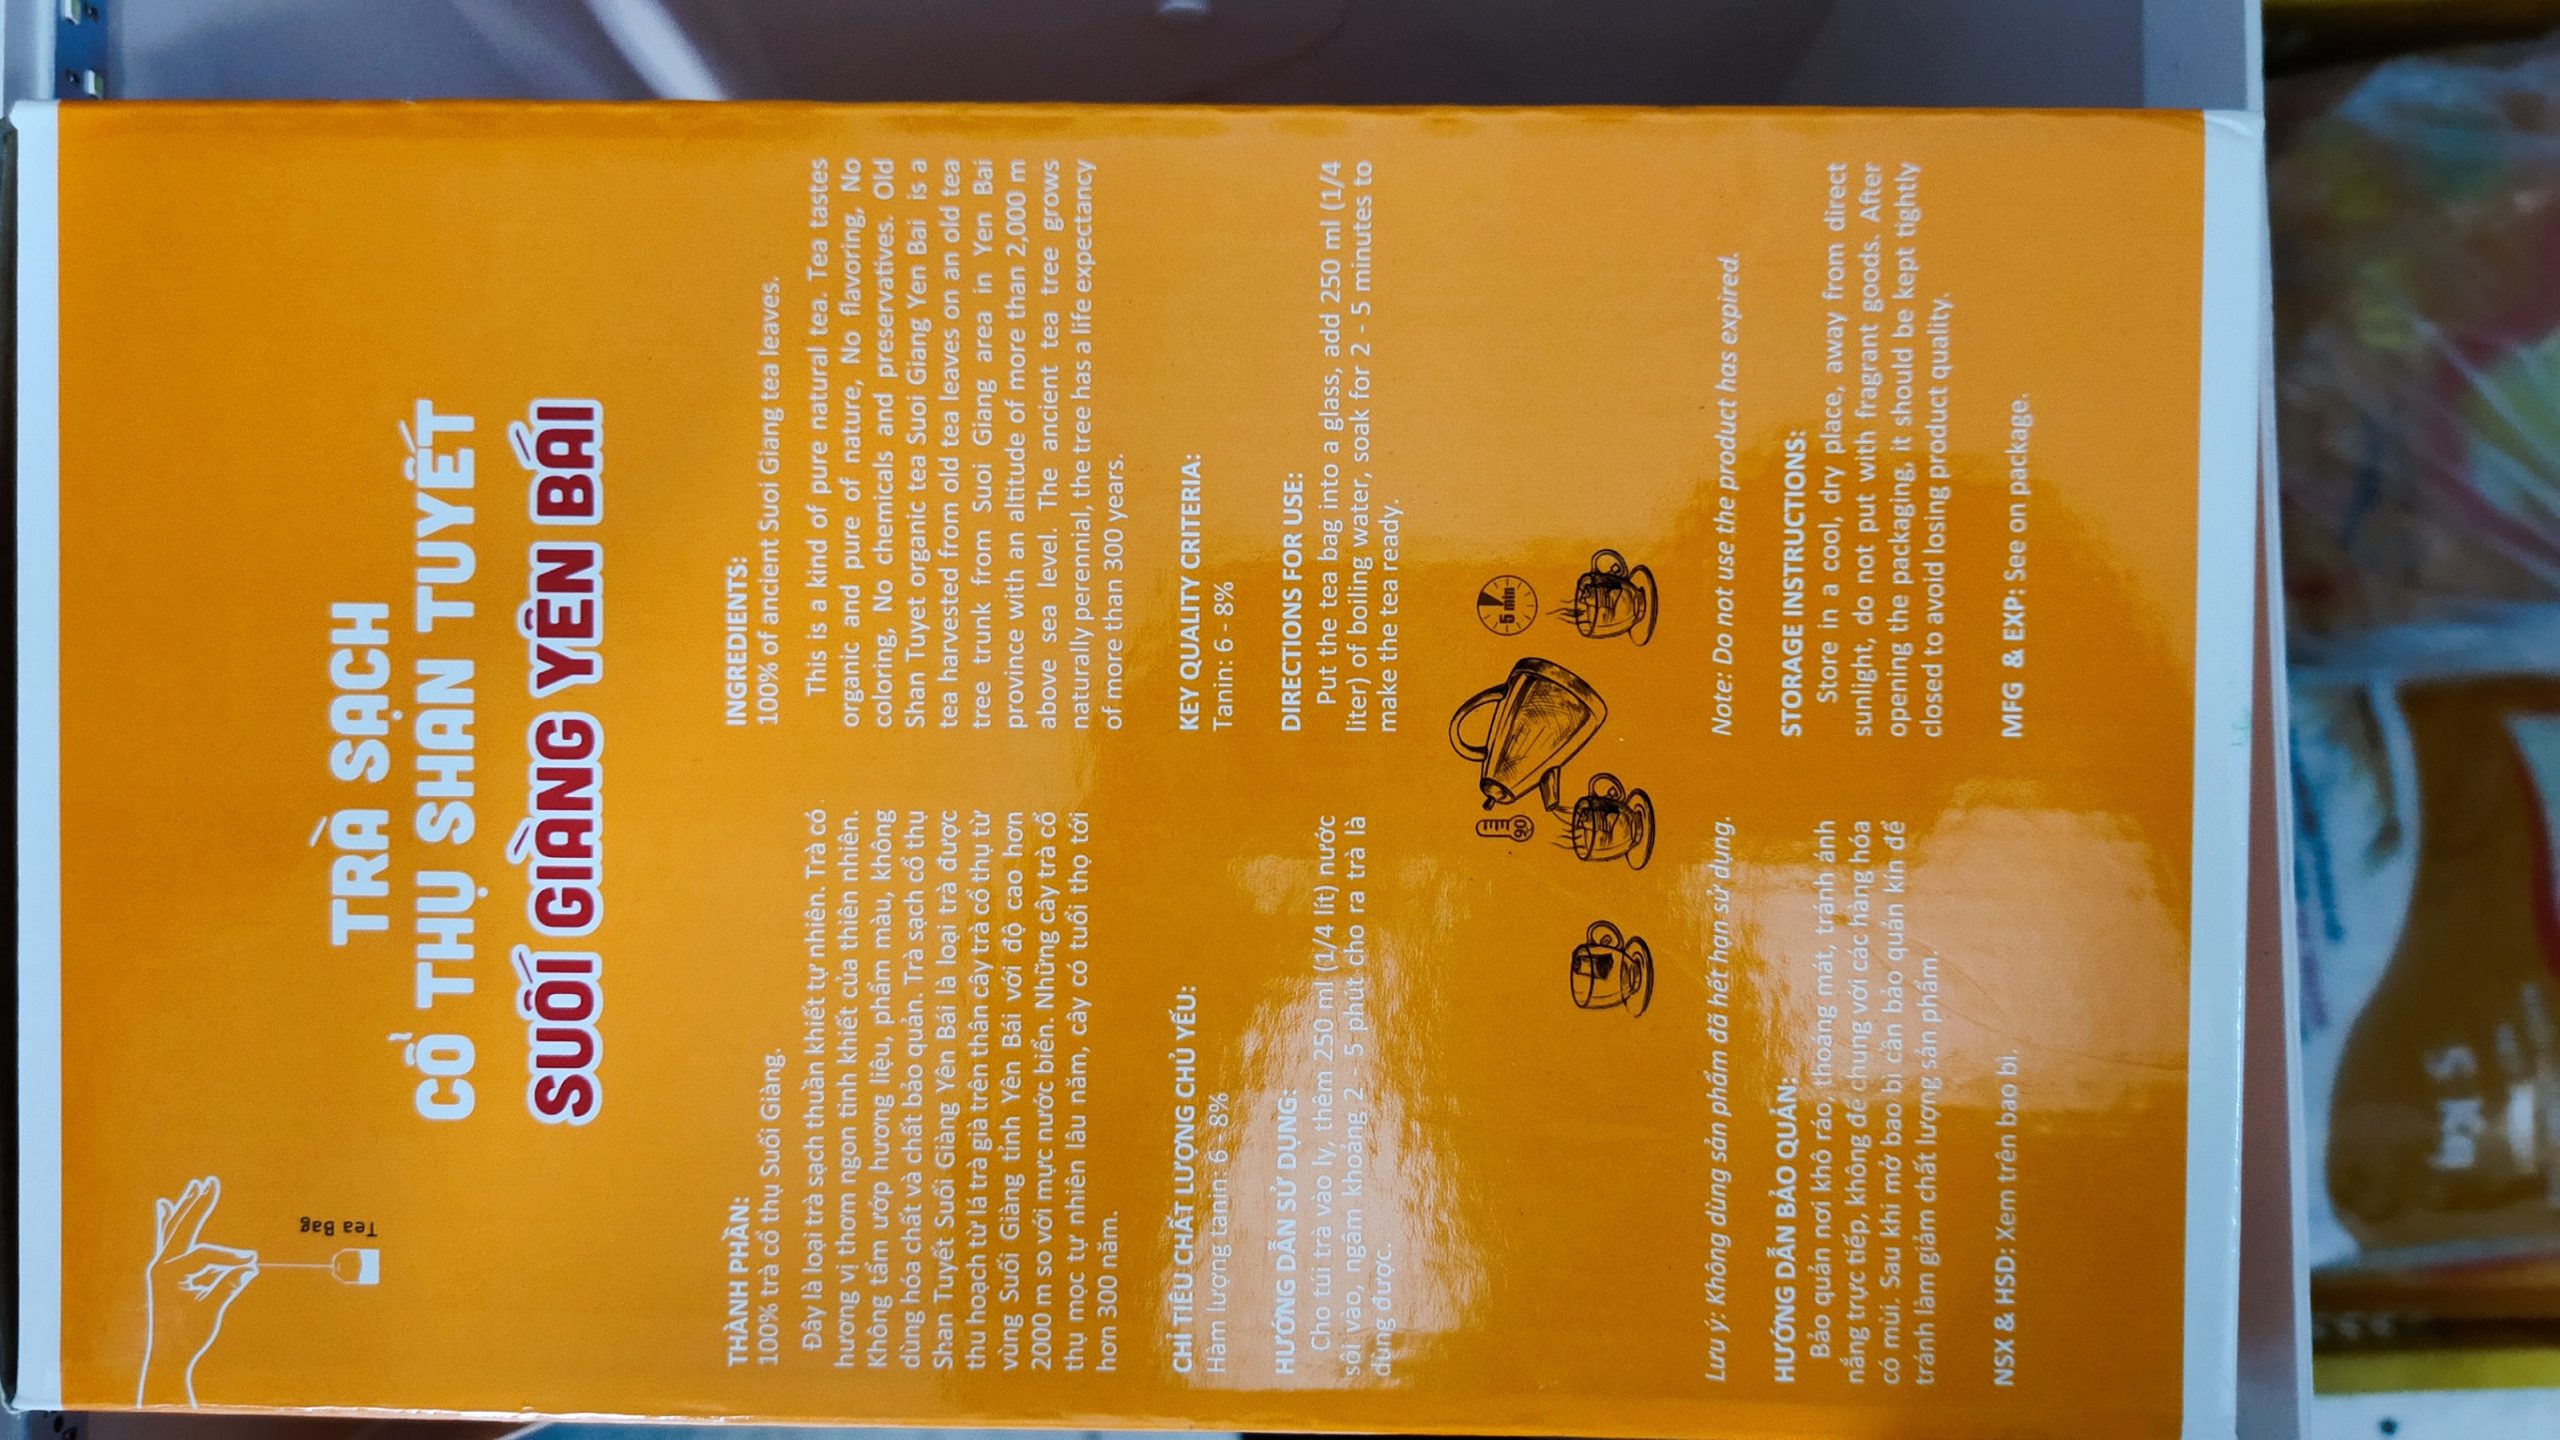 Tea Bag
TRÀ SẠCH
CỔ THỤ SHAN TUYẾT
SUỐI GIÀNG YÊN BÁI
THÀNH PHẦN:
100% trà cổ thụ Suối Giàng.
Đây là loại trà sạch thuần khiết tự nhiên. Trà có
hương vị thơm ngon tinh khiết của thiên nhiên.
Không tẩm ướp hương liệu, phẩm màu, không
dùng hóa chất và chất bảo quản. Trà sạch cổ thụ
Shan Tuyết Suối Giàng Yên Bái là loại trà được
thu hoạch từ lá trà già trên thân cây trà cổ thụ từ
vùng Suối Giàng tỉnh Yên Bái với độ cao hơn
2000 m so với mực nước biển. Những cây trà cổ
thụ mọc tự nhiên lâu năm, cây có tuổi thọ tới
hơn 300 năm.
CHỈ TIÊU CHẤT LƯỢNG CHỦ YẾU:
Hàm lượng tanin: 6 - 8%
HƯỚNG DẪN SỬ DỤNG:
Cho túi trà vào ly, thêm 250 ml (1/4 lít) nước
sôi vào, ngâm khoảng 2 - 5 phút cho ra trà là
dùng được.
INGREDIENTS:
100% of ancient Suoi Giang tea leaves.
This is a kind of pure natural tea. Tea tastes
organic and pure of nature, No flavoring, No
coloring, No chemicals and preservatives. Old
Shan Tuyet organic tea Suoi Giang Yen Bai is a
tea harvested from old tea leaves on an old tea
tree trunk from Suoi Giang area in Yen Bai
province with an altitude of more than 2,000 m
above sea level. The ancient tea tree grows
naturally perennial, the tree has a life expectancy
of more than 300 years.
KEY QUALITY CRITERIA:
Tanin: 6 - 8%
DIRECTIONS FOR USE:
Put the tea bag into a glass, add 250 ml (1/4
liter) of boiling water, soak for 2 - 5 minutes to
make the tea ready.
90
5 min
Lưu ý: Không dùng sản phẩm đã hết hạn sử dụng.
HƯỚNG DẪN BẢO QUẢN:
Bảo quản nơi khô ráo, thoáng mát, tránh ánh
nắng trực tiếp, không để chung với các hàng hóa
có mùi. Sau khi mở bao bì cần bảo quản kín để
tránh làm giảm chất lượng sản phẩm.
NSX & HSD: Xem trên bao bì.
Note: Do not use the product has expired.
STORAGE INSTRUCTIONS:
Store in a cool, dry place, away from direct
sunlight, do not put with fragrant goods. After
opening the packaging, it should be kept tightly
closed to avoid losing product quality.
MFG & EXP: See on package.